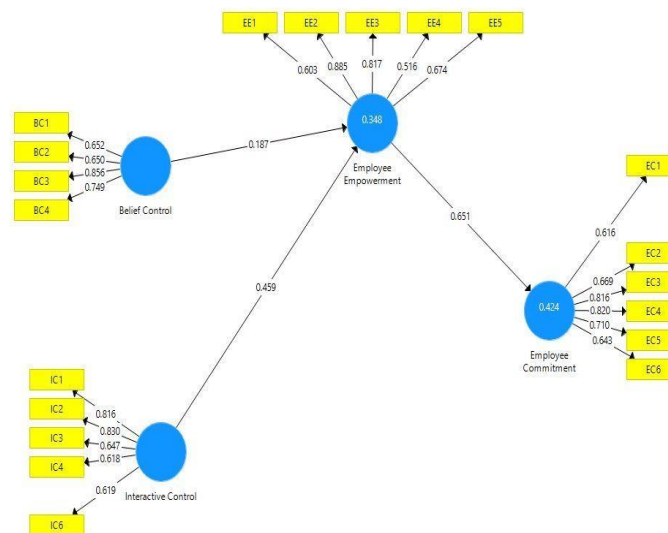 EE1
EE2
EE3
EE4
EE5
0.603
0.885
0.817
0.516
0.674
0.348
Employee
Empowerment
BC1
BC2
BC3
BC4
0.652
0.650
0.856
0.749
Belief Control
0.187
0.459
0.651
EC1
EC2
EC3
EC4
EC5
EC6
0.616
0.669
0.816
0.820
0.710
0.643
0.424
Employee
Commitment
IC1
IC2
IC3
IC4
IC6
0.816
0.830
0.647
0.618
0.619
Interactive Control